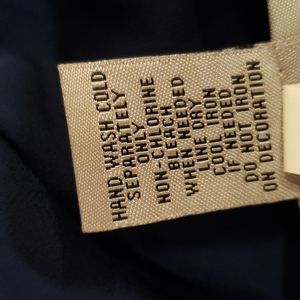 HAND WASH COLD
SEPARATELY
ONLY
NON-CHLORINE
BLEACH
WHEN NEEDED
LINE DRY
COOL IRON
IF NEEDED
DO NOT IRON
ON DECORATION